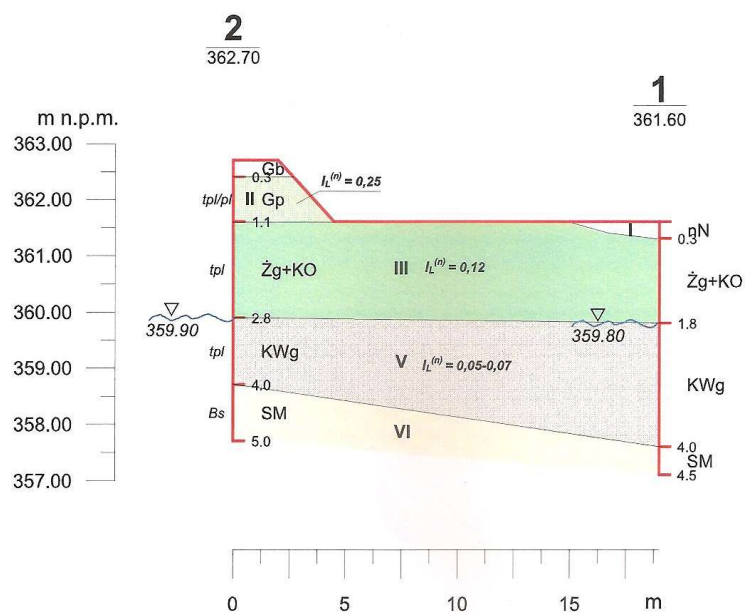 2
362.70
1
361.60
m n.p.m.
363.00
362.00
361.00
360.00
359.00
358.00
357.00
Gb
0.3
I_L^(n) = 0,25
tpl/pl II Gp
1.1
I nN
0.3
tpl Żg+KO III I_L^(n) = 0,12 Żg+KO
2.8
359.90
359.80
1.8
tpl KWg V I_L^(n) = 0,05-0,07 KWg
4.0
Bs SM VI
5.0
4.0
SM
4.5
0 5 10 15 m